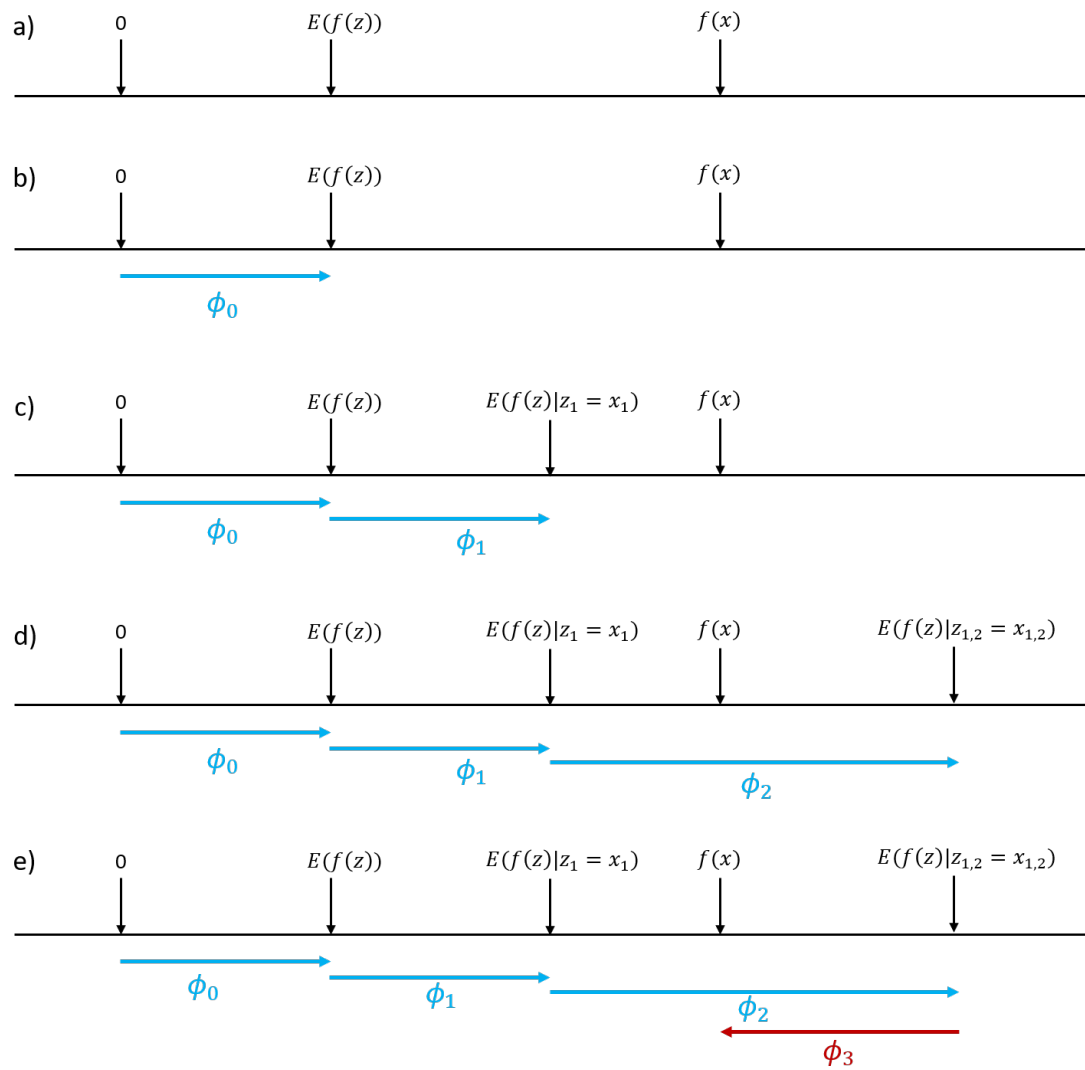 a) 0 E(f(z)) f(x)
b) 0 E(f(z)) f(x)
ϕ₀
c) 0 E(f(z)) E(f(z)|z₁ = x₁) f(x)
ϕ₀ ϕ₁
d) 0 E(f(z)) E(f(z)|z₁ = x₁) f(x) E(f(z)|z₁,₂ = x₁,₂)
ϕ₀ ϕ₁ ϕ₂
e) 0 E(f(z)) E(f(z)|z₁ = x₁) f(x) E(f(z)|z₁,₂ = x₁,₂)
ϕ₀ ϕ₁ ϕ₂
ϕ₃